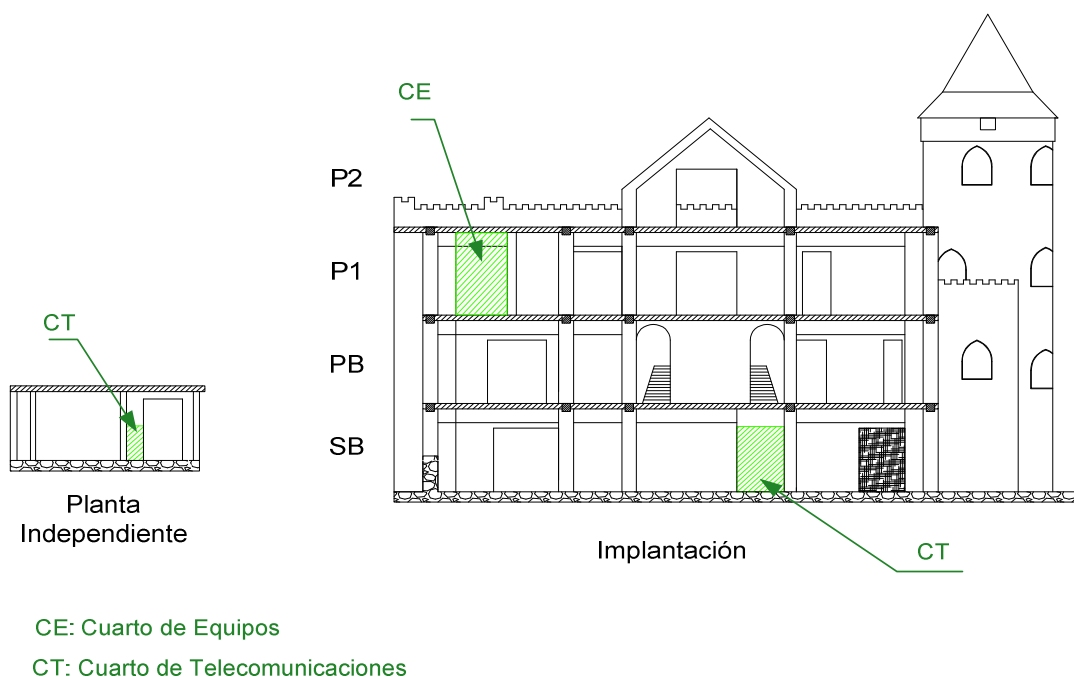 CE
P2
P1
CT
PB
SB
Planta
Independiente
Implantación
CT
CE: Cuarto de Equipos
CT: Cuarto de Telecomunicaciones